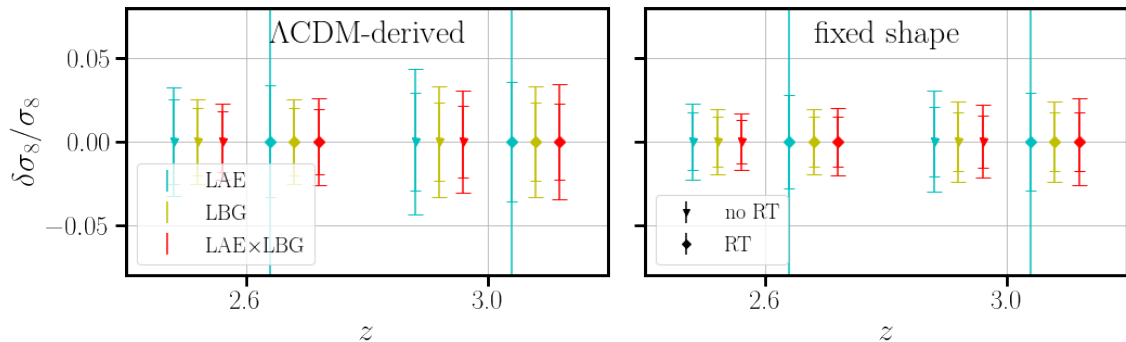 ΛCDM-derived
fixed shape
δσ₈/σ₈
0.05
0.00
−0.05
LAE
LBG
LAE×LBG
no RT
RT
2.6
3.0
2.6
3.0
z
z